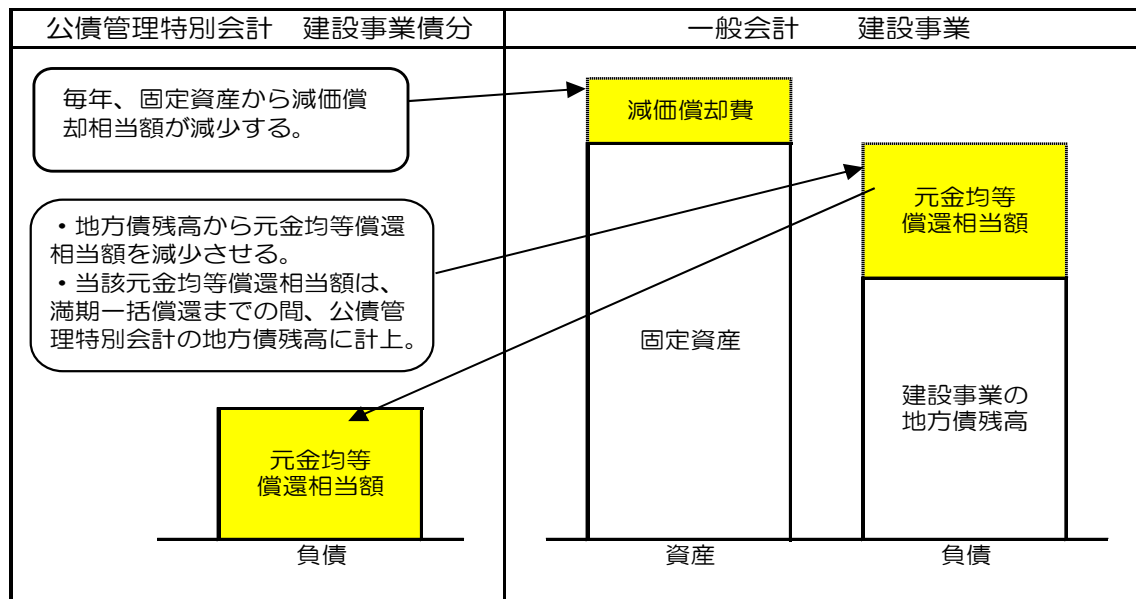 公債管理特別会計　建設事業債分
一般会計　　建設事業
毎年、固定資産から減価償
却相当額が減少する。
・地方債残高から元金均等償還
相当額を減少させる。
・当該元金均等償還相当額は、
満期一括償還までの間、公債管
理特別会計の地方債残高に計上。
元金均等
償還相当額
負債
減価償却費
固定資産
資産
元金均等
償還相当額
建設事業の
地方債残高
負債